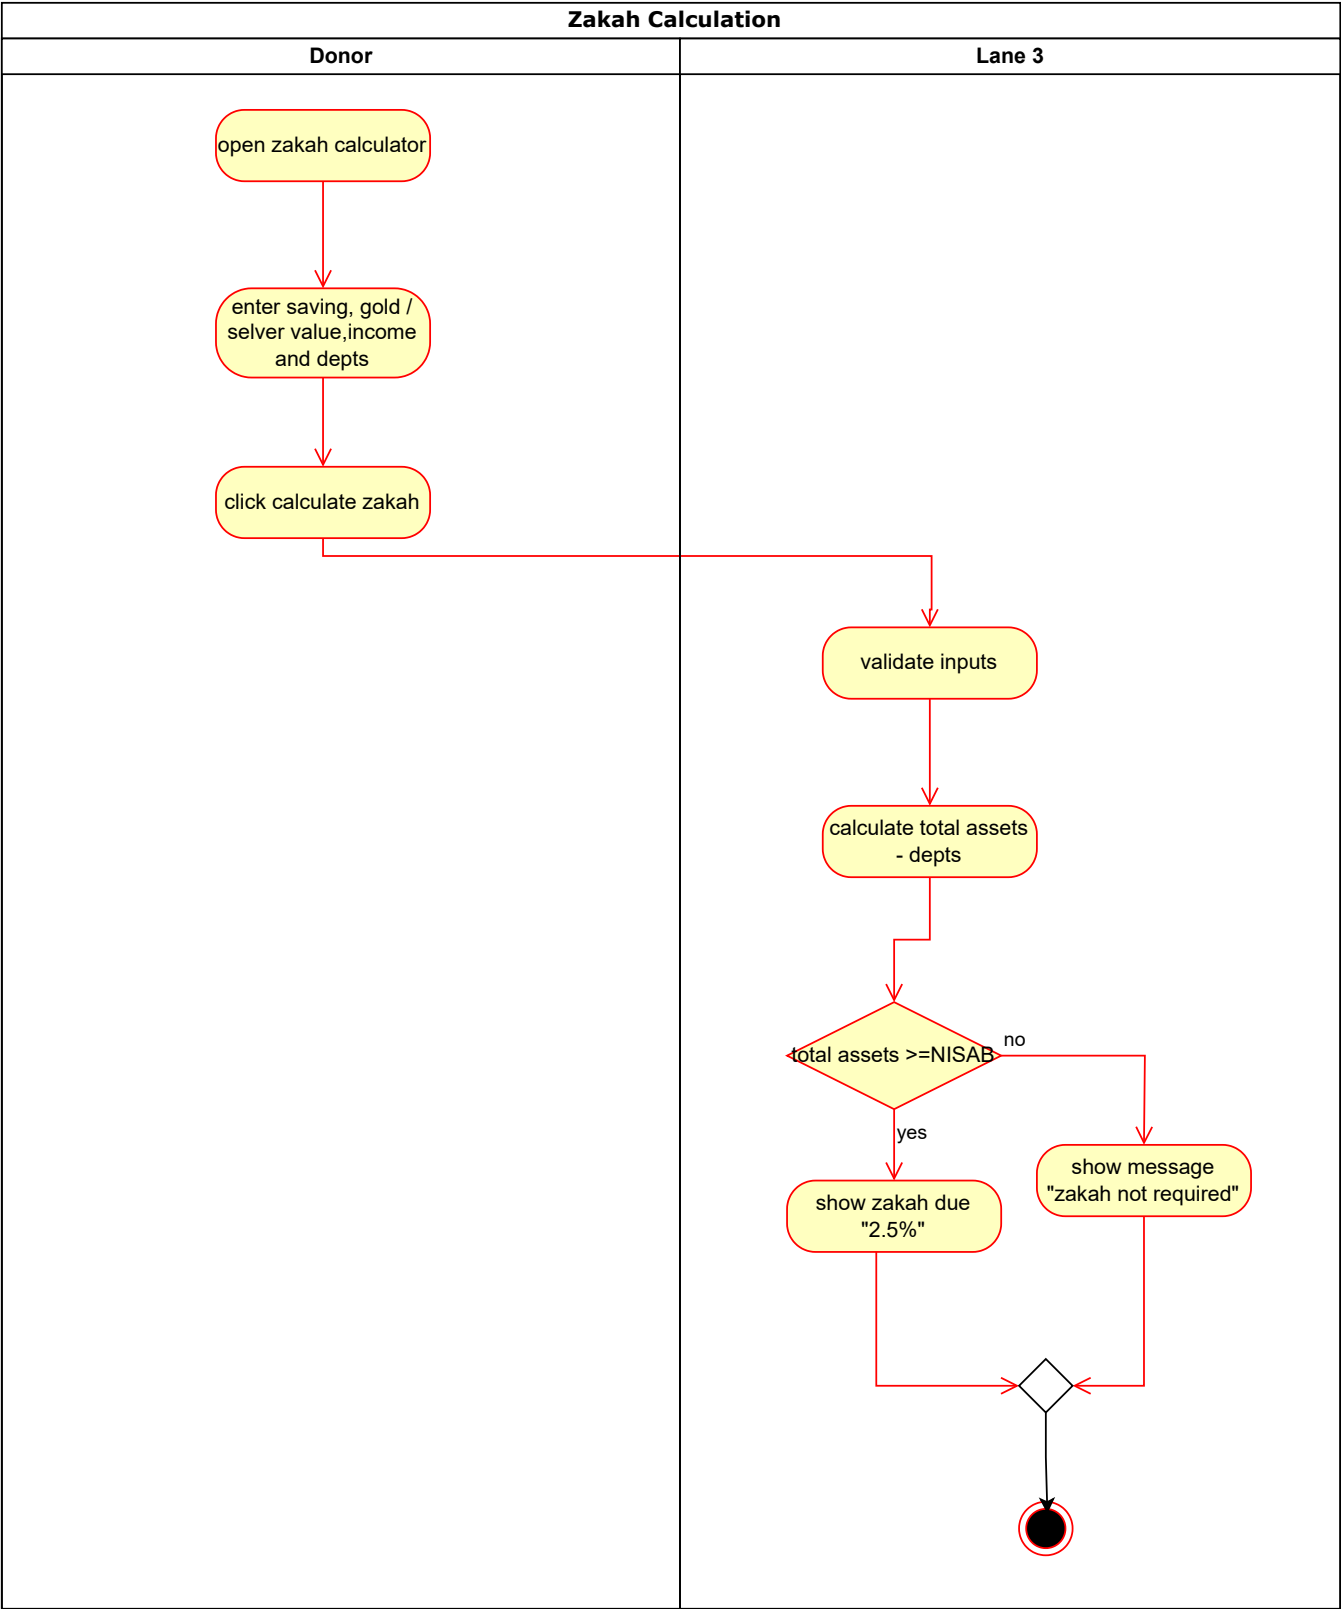 Zakah Calculation
Donor
Lane 3
open zakah calculator
enter saving, gold /
selver value,income
and depts
click calculate zakah
validate inputs
calculate total assets
- depts
total assets >=NISAB
no
yes
show message
"zakah not required"
show zakah due
"2.5%"